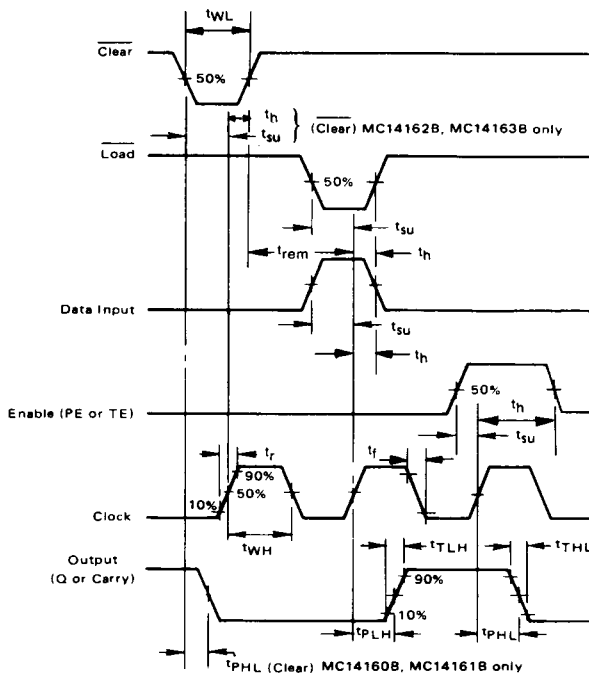 tWL
Clear
50%
th
tsu
} (Clear) MC14162B, MC14163B only
Load
50%
tsu
trem
th
Data Input
tsu
th
50%
th
Enable (PE or TE)
tsu
tr
tf
90%
10%
50%
Clock
tWH
Output
(Q or Carry)
tTLH
tTHL
90%
10%
tPLH
tPHL
tPHL (Clear) MC14160B, MC14161B only